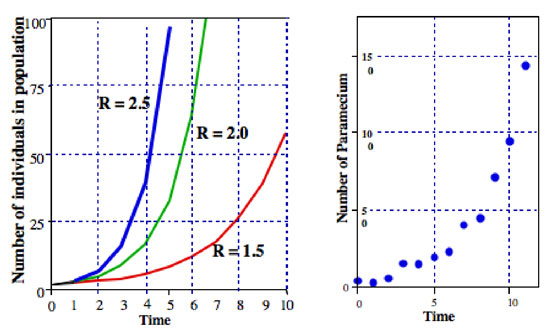 Number of individuals in population
100
75
50
25
0
R = 2.5
R = 2.0
R = 1.5
0 1 2 3 4 5 6 7 8 9 10
Time
Number of Paramecium
15
0
10
0
5
0
0
0 5 10
Time